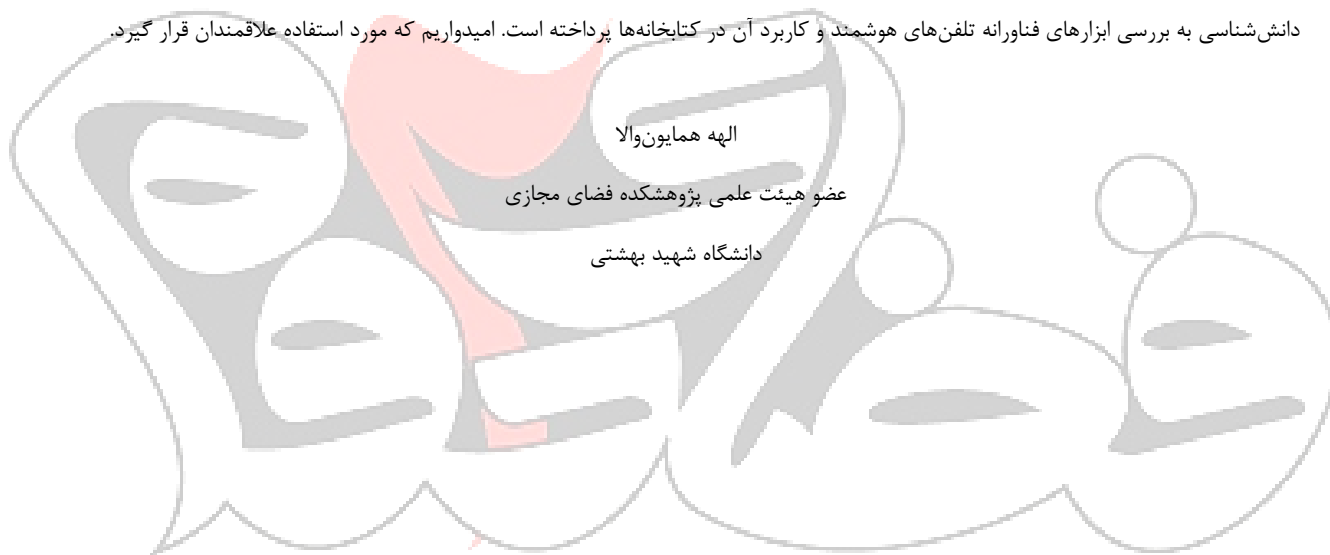 دانش‌شناسی به بررسی ابزارهای فناورانه تلفن‌های هوشمند و کاربرد آن در کتابخانه‌ها پرداخته است. امیدواریم که مورد استفاده علاقمندان قرار گیرد.
الهه همایون‌والا
عضو هیئت علمی پژوهشکده فضای مجازی
دانشگاه شهید بهشتی